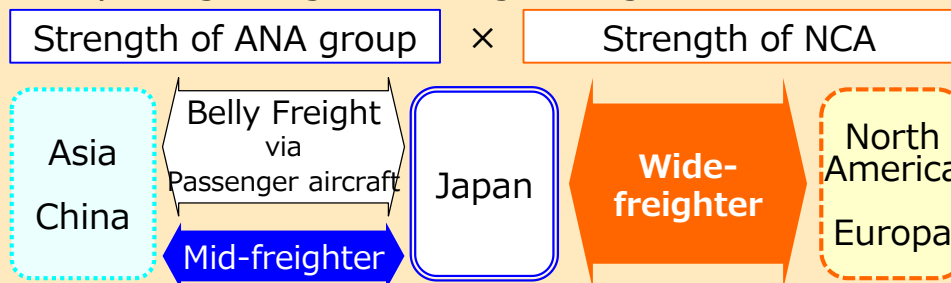 Strength of ANA group × Strength of NCA
Asia
China
Belly Freight
via
Passenger aircraft
Mid-freighter
Japan
Wide-
freighter
North
America
Europa